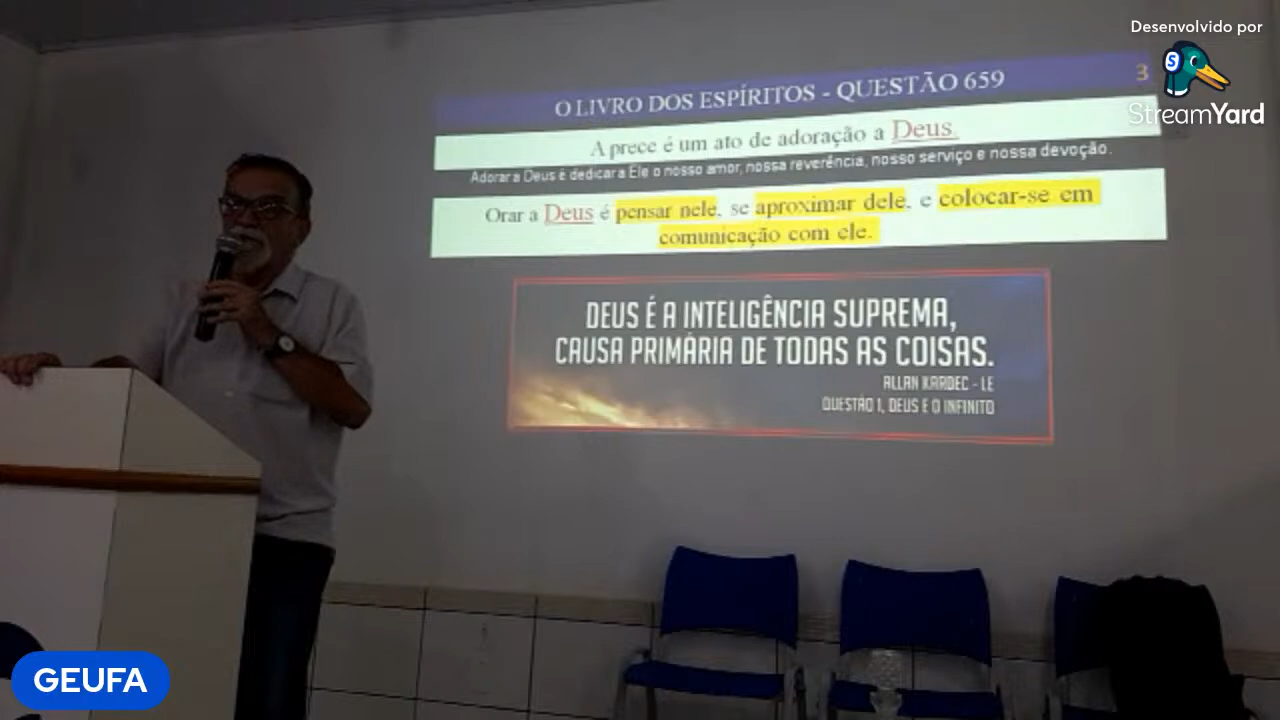 Desenvolvido por
StreamYard
O LIVRO DOS ESPÍRITOS - QUESTÃO 659
3
A prece é um ato de adoração a Deus.
Adorar a Deus é dedicar a Ele o nosso amor, nossa reverência, nosso serviço e nossa devoção.
Orar a Deus é pensar nele, se aproximar dele, e colocar-se em
comunicação com ele.
DEUS É A INTELIGÊNCIA SUPREMA,
CAUSA PRIMÁRIA DE TODAS AS COISAS.
ALLAN KARDEC - LE
QUESTÃO 1, DEUS E O INFINITO
GEUFA